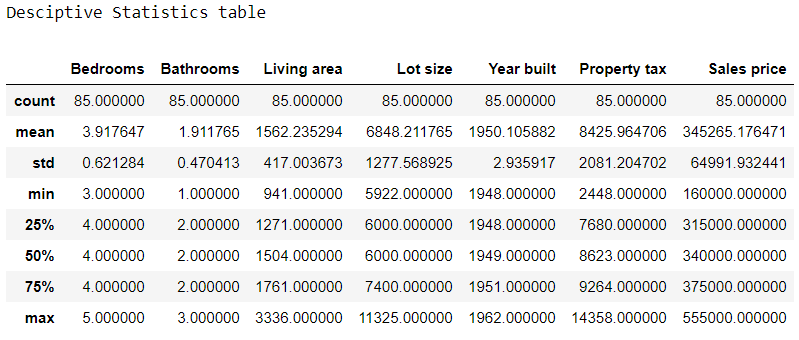 Desciptive Statistics table
Bedrooms Bathrooms Living area Lot size Year built Property tax Sales price
count 85.000000 85.000000 85.000000 85.000000 85.000000 85.000000 85.000000
mean 3.917647 1.911765 1562.235294 6848.211765 1950.105882 8425.964706 345265.176471
std 0.621284 0.470413 417.003673 1277.568925 2.935917 2081.204702 64991.932441
min 3.000000 1.000000 941.000000 5922.000000 1948.000000 2448.000000 160000.000000
25% 4.000000 2.000000 1271.000000 6000.000000 1948.000000 7680.000000 315000.000000
50% 4.000000 2.000000 1504.000000 6000.000000 1949.000000 8623.000000 340000.000000
75% 4.000000 2.000000 1761.000000 7400.000000 1951.000000 9264.000000 375000.000000
max 5.000000 3.000000 3336.000000 11325.000000 1962.000000 14358.000000 555000.000000